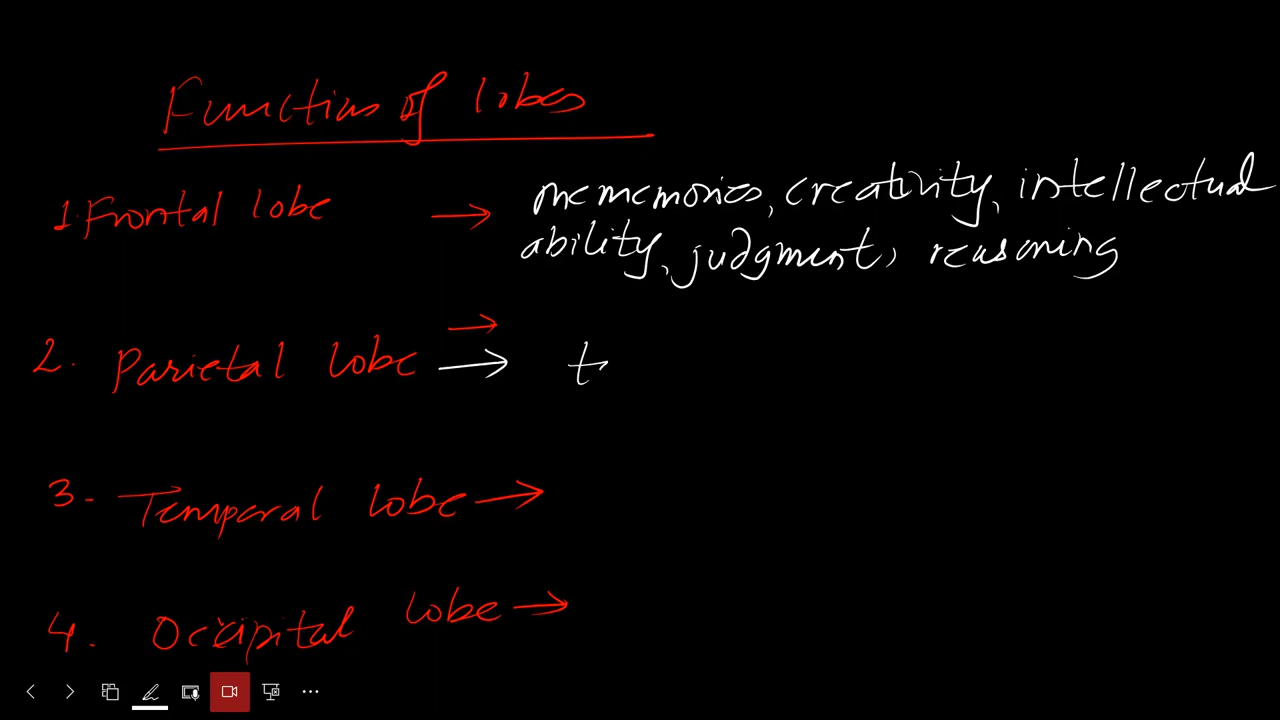 Functions of lobes
1. Frontal lobe → mememories, creativity, intellectual
ability, judgment, reasoning
2. Parietal lobe → t
3- Temporal lobe →
4. Occipital lobe →